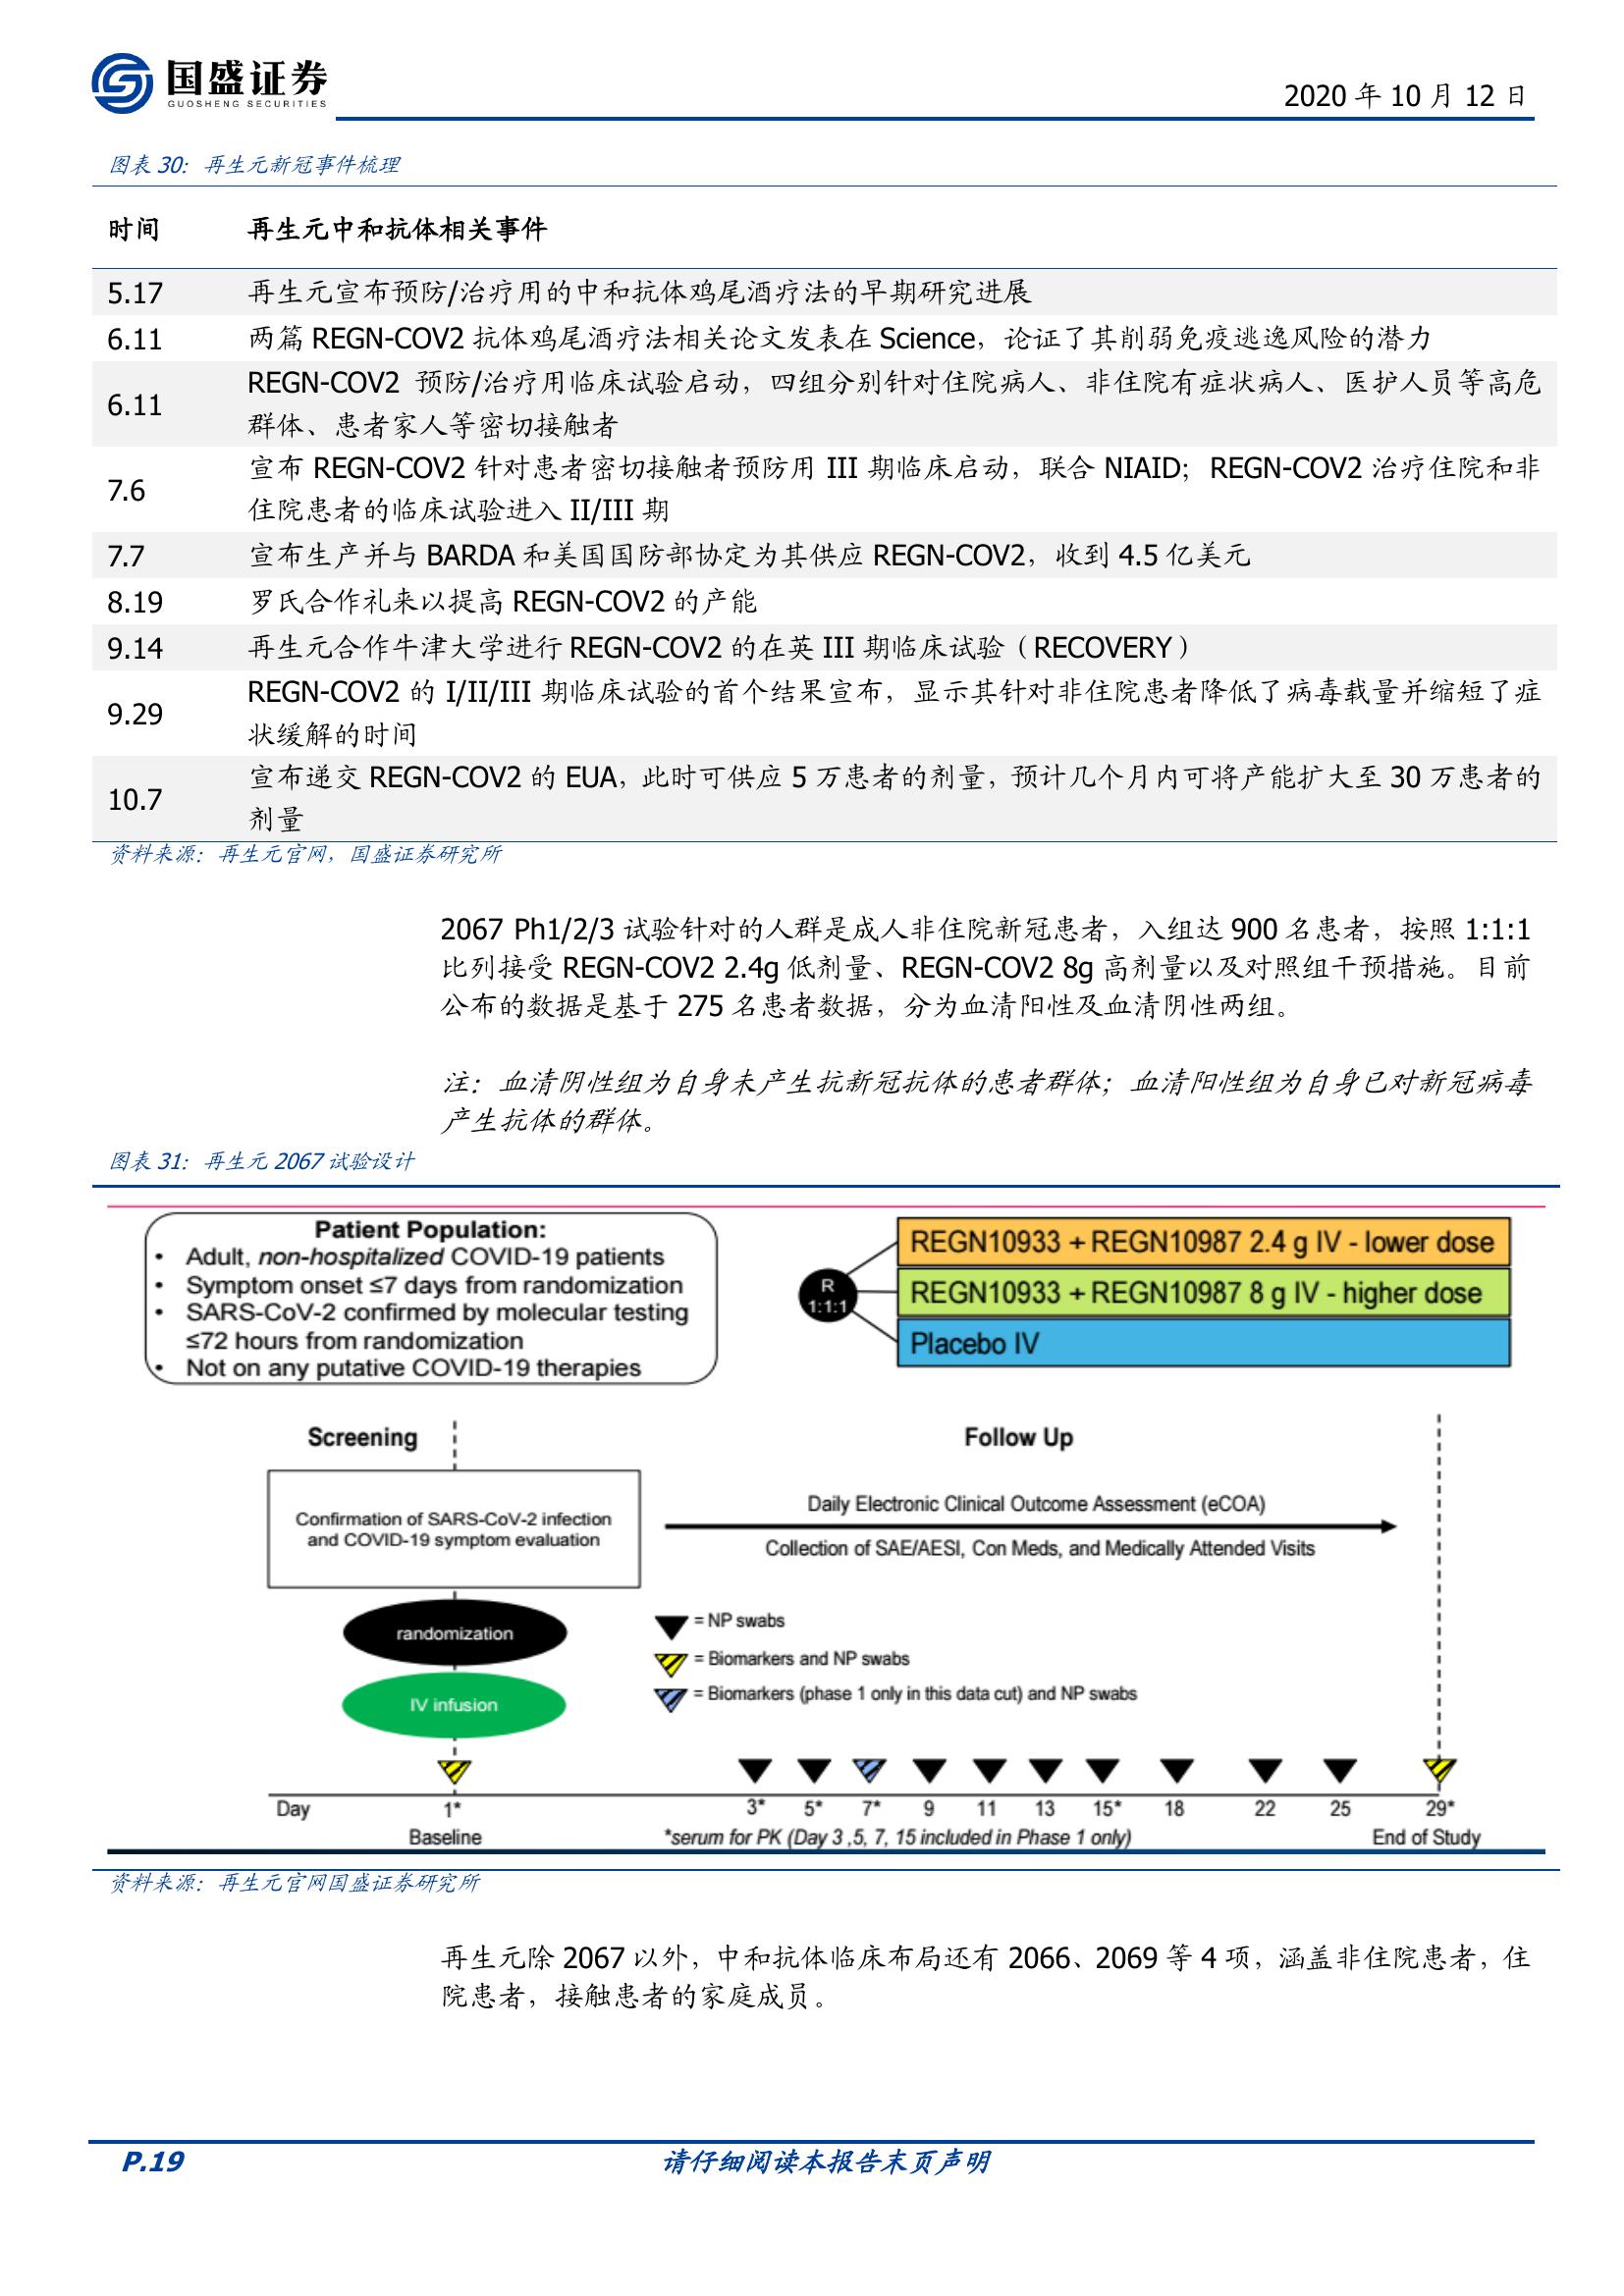 国盛证券
GUOSHENG SECURITIES
2020 年 10 月 12 日
图表 30: 再生元新冠事件梳理
时间 再生元中和抗体相关事件
5.17 再生元宣布预防/治疗用的中和抗体鸡尾酒疗法的早期研究进展
6.11 两篇 REGN-COV2 抗体鸡尾酒疗法相关论文发表在 Science，论证了其削弱免疫逃逸风险的潜力
6.11 REGN-COV2 预防/治疗用临床试验启动，四组分别针对住院病人、非住院有症状病人、医护人员等高危
群体、患者家人等密切接触者
7.6 宣布 REGN-COV2 针对患者密切接触者预防用 III 期临床启动，联合 NIAID；REGN-COV2 治疗住院和非
住院患者的临床试验进入 II/III 期
7.7 宣布生产并与 BARDA 和美国国防部协定为其供应 REGN-COV2，收到 4.5 亿美元
8.19 罗氏合作礼来以提高 REGN-COV2 的产能
9.14 再生元合作牛津大学进行 REGN-COV2 的在英 III 期临床试验（RECOVERY）
9.29 REGN-COV2 的 I/II/III 期临床试验的首个结果宣布，显示其针对非住院患者降低了病毒载量并缩短了症
状缓解的时间
10.7 宣布递交 REGN-COV2 的 EUA，此时可供应 5 万患者的剂量，预计几个月内可将产能扩大至 30 万患者的
剂量
资料来源：再生元官网，国盛证券研究所
2067 Ph1/2/3 试验针对的人群是成人非住院新冠患者，入组达 900 名患者，按照 1:1:1
比列接受 REGN-COV2 2.4g 低剂量、REGN-COV2 8g 高剂量以及对照组干预措施。目前
公布的数据是基于 275 名患者数据，分为血清阳性及血清阴性两组。
注：血清阴性组为自身未产生抗新冠抗体的患者群体；血清阳性组为自身已对新冠病毒
产生抗体的群体。
图表 31: 再生元 2067 试验设计
Patient Population:
• Adult, non-hospitalized COVID-19 patients
• Symptom onset ≤7 days from randomization
• SARS-CoV-2 confirmed by molecular testing
≤72 hours from randomization
• Not on any putative COVID-19 therapies
R
1:1:1
REGN10933 + REGN10987 2.4 g IV - lower dose
REGN10933 + REGN10987 8 g IV - higher dose
Placebo IV
Screening
Follow Up
Confirmation of SARS-CoV-2 infection
and COVID-19 symptom evaluation
Daily Electronic Clinical Outcome Assessment (eCOA)
Collection of SAE/AESI, Con Meds, and Medically Attended Visits
randomization
IV infusion
= NP swabs
= Biomarkers and NP swabs
= Biomarkers (phase 1 only in this data cut) and NP swabs
Day 1* 3* 5* 7* 9 11 13 15* 18 22 25 29*
Baseline *serum for PK (Day 3 ,5, 7, 15 included in Phase 1 only) End of Study
资料来源：再生元官网国盛证券研究所
再生元除 2067 以外，中和抗体临床布局还有 2066、2069 等 4 项，涵盖非住院患者，住
院患者，接触患者的家庭成员。
P.19 请仔细阅读本报告末页声明